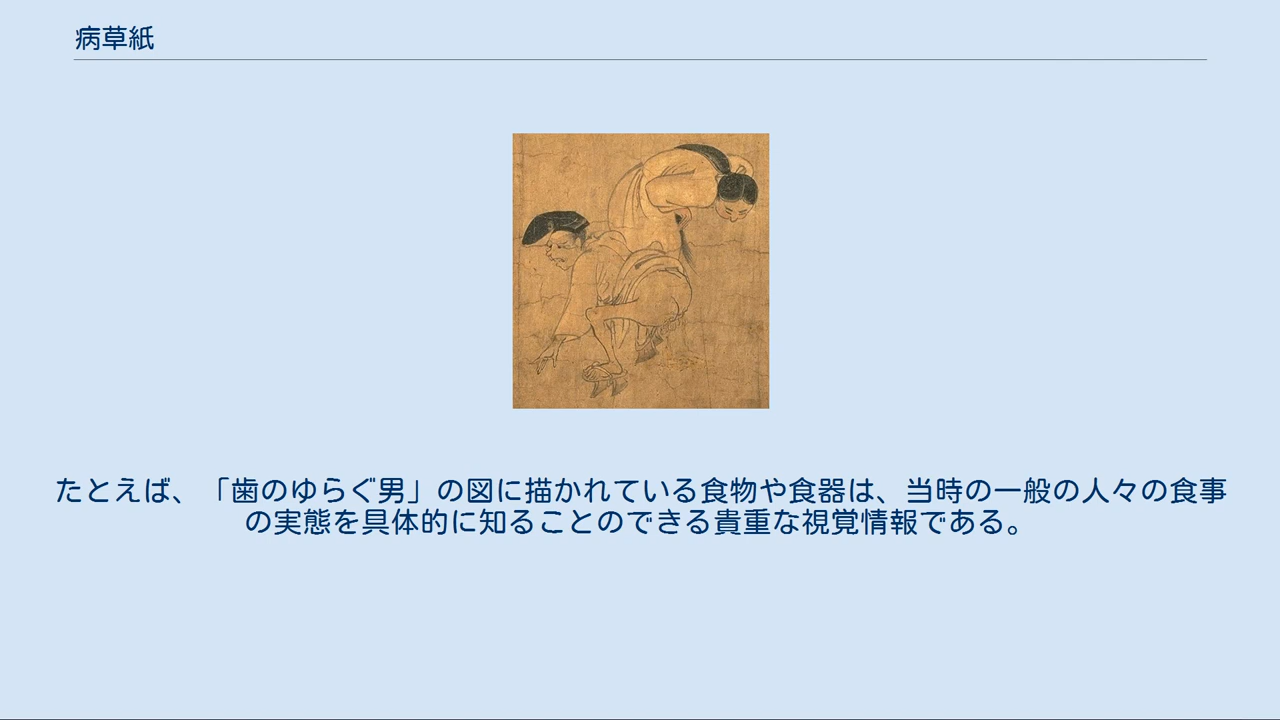 病草紙
たとえば、「歯のゆらぐ男」の図に描かれている食物や食器は、当時の一般の人々の食事
の実態を具体的に知ることのできる貴重な視覚情報である。